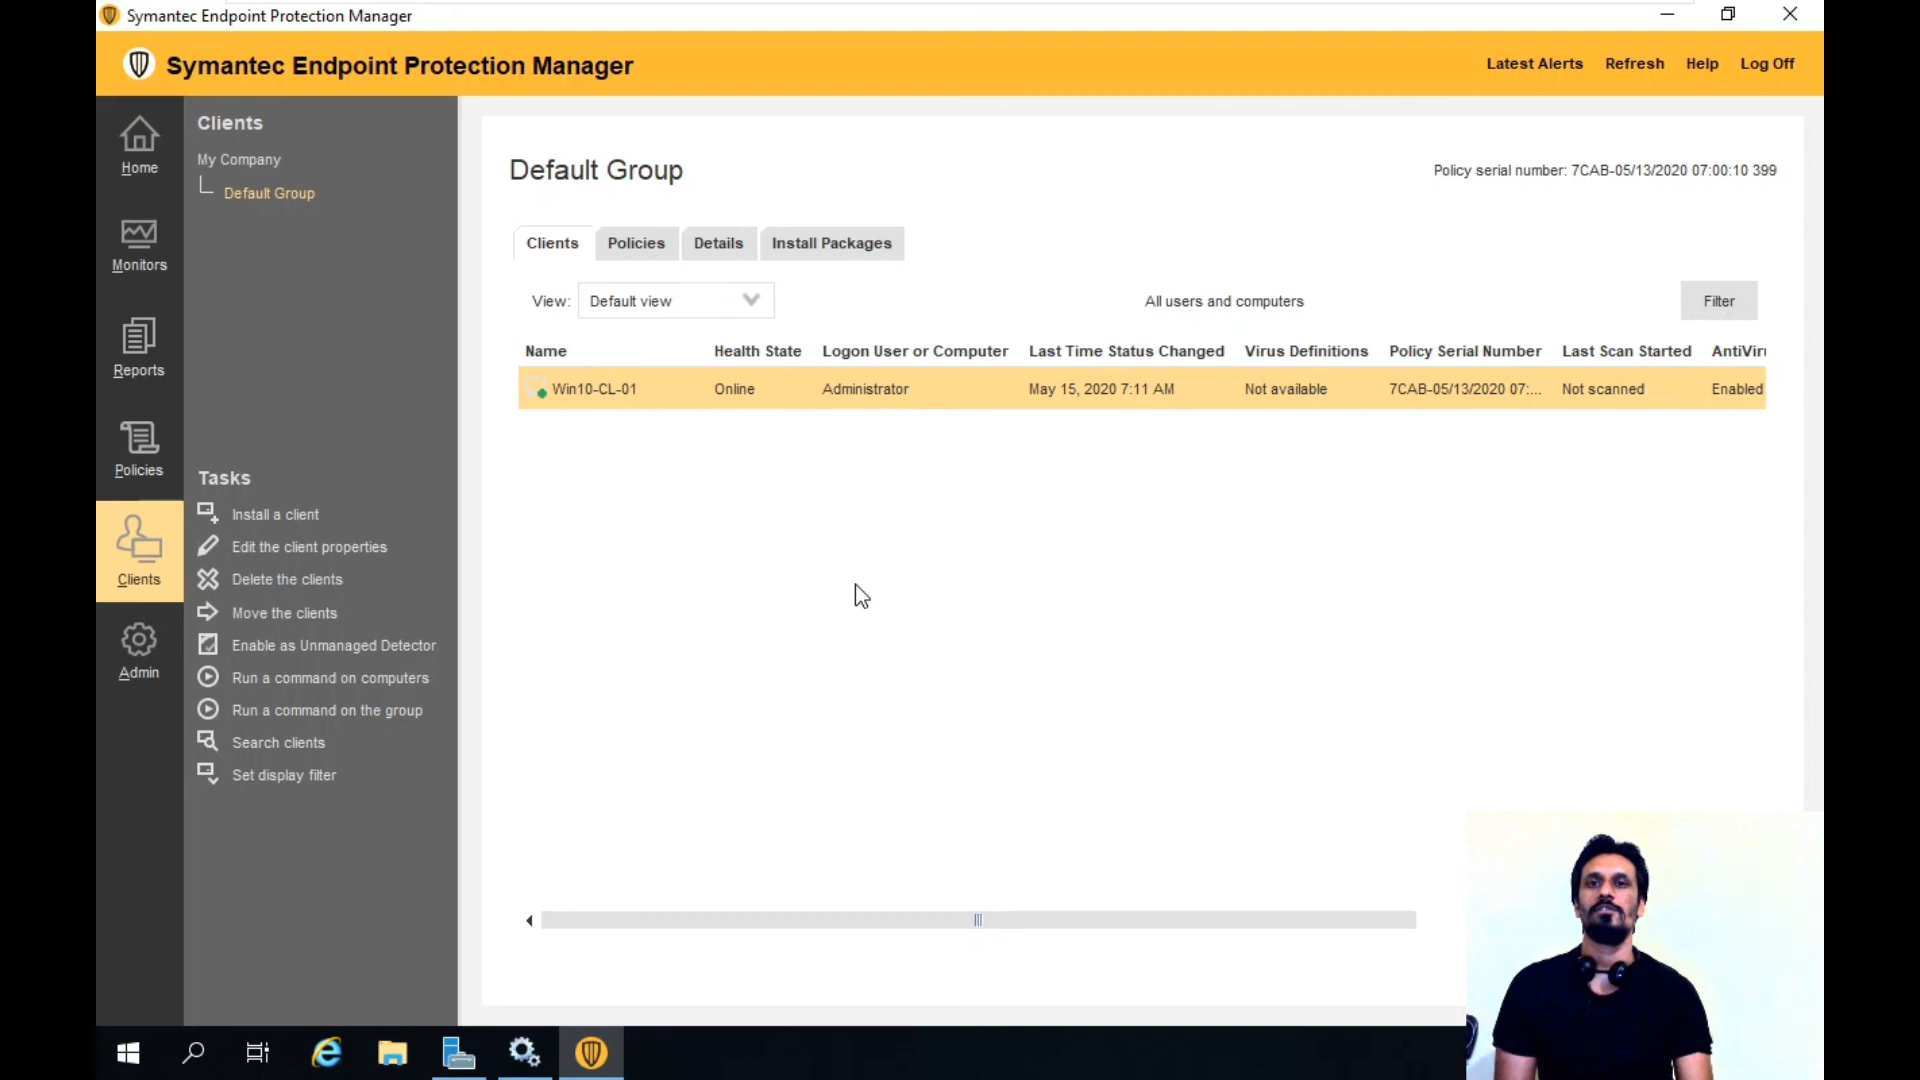 Symantec Endpoint Protection Manager
Symantec Endpoint Protection Manager
Latest Alerts Refresh Help Log Off
Home
Monitors
Reports
Policies
Clients
Admin
Clients
My Company
Default Group
Tasks
Install a client
Edit the client properties
Delete the clients
Move the clients
Enable as Unmanaged Detector
Run a command on computers
Run a command on the group
Search clients
Set display filter
Default Group
Policy serial number: 7CAB-05/13/2020 07:00:10 399
Clients Policies Details Install Packages
View: Default view All users and computers Filter
Name Health State Logon User or Computer Last Time Status Changed Virus Definitions Policy Serial Number Last Scan Started AntiViru
Win10-CL-01 Online Administrator May 15, 2020 7:11 AM Not available 7CAB-05/13/2020 07:... Not scanned Enabled